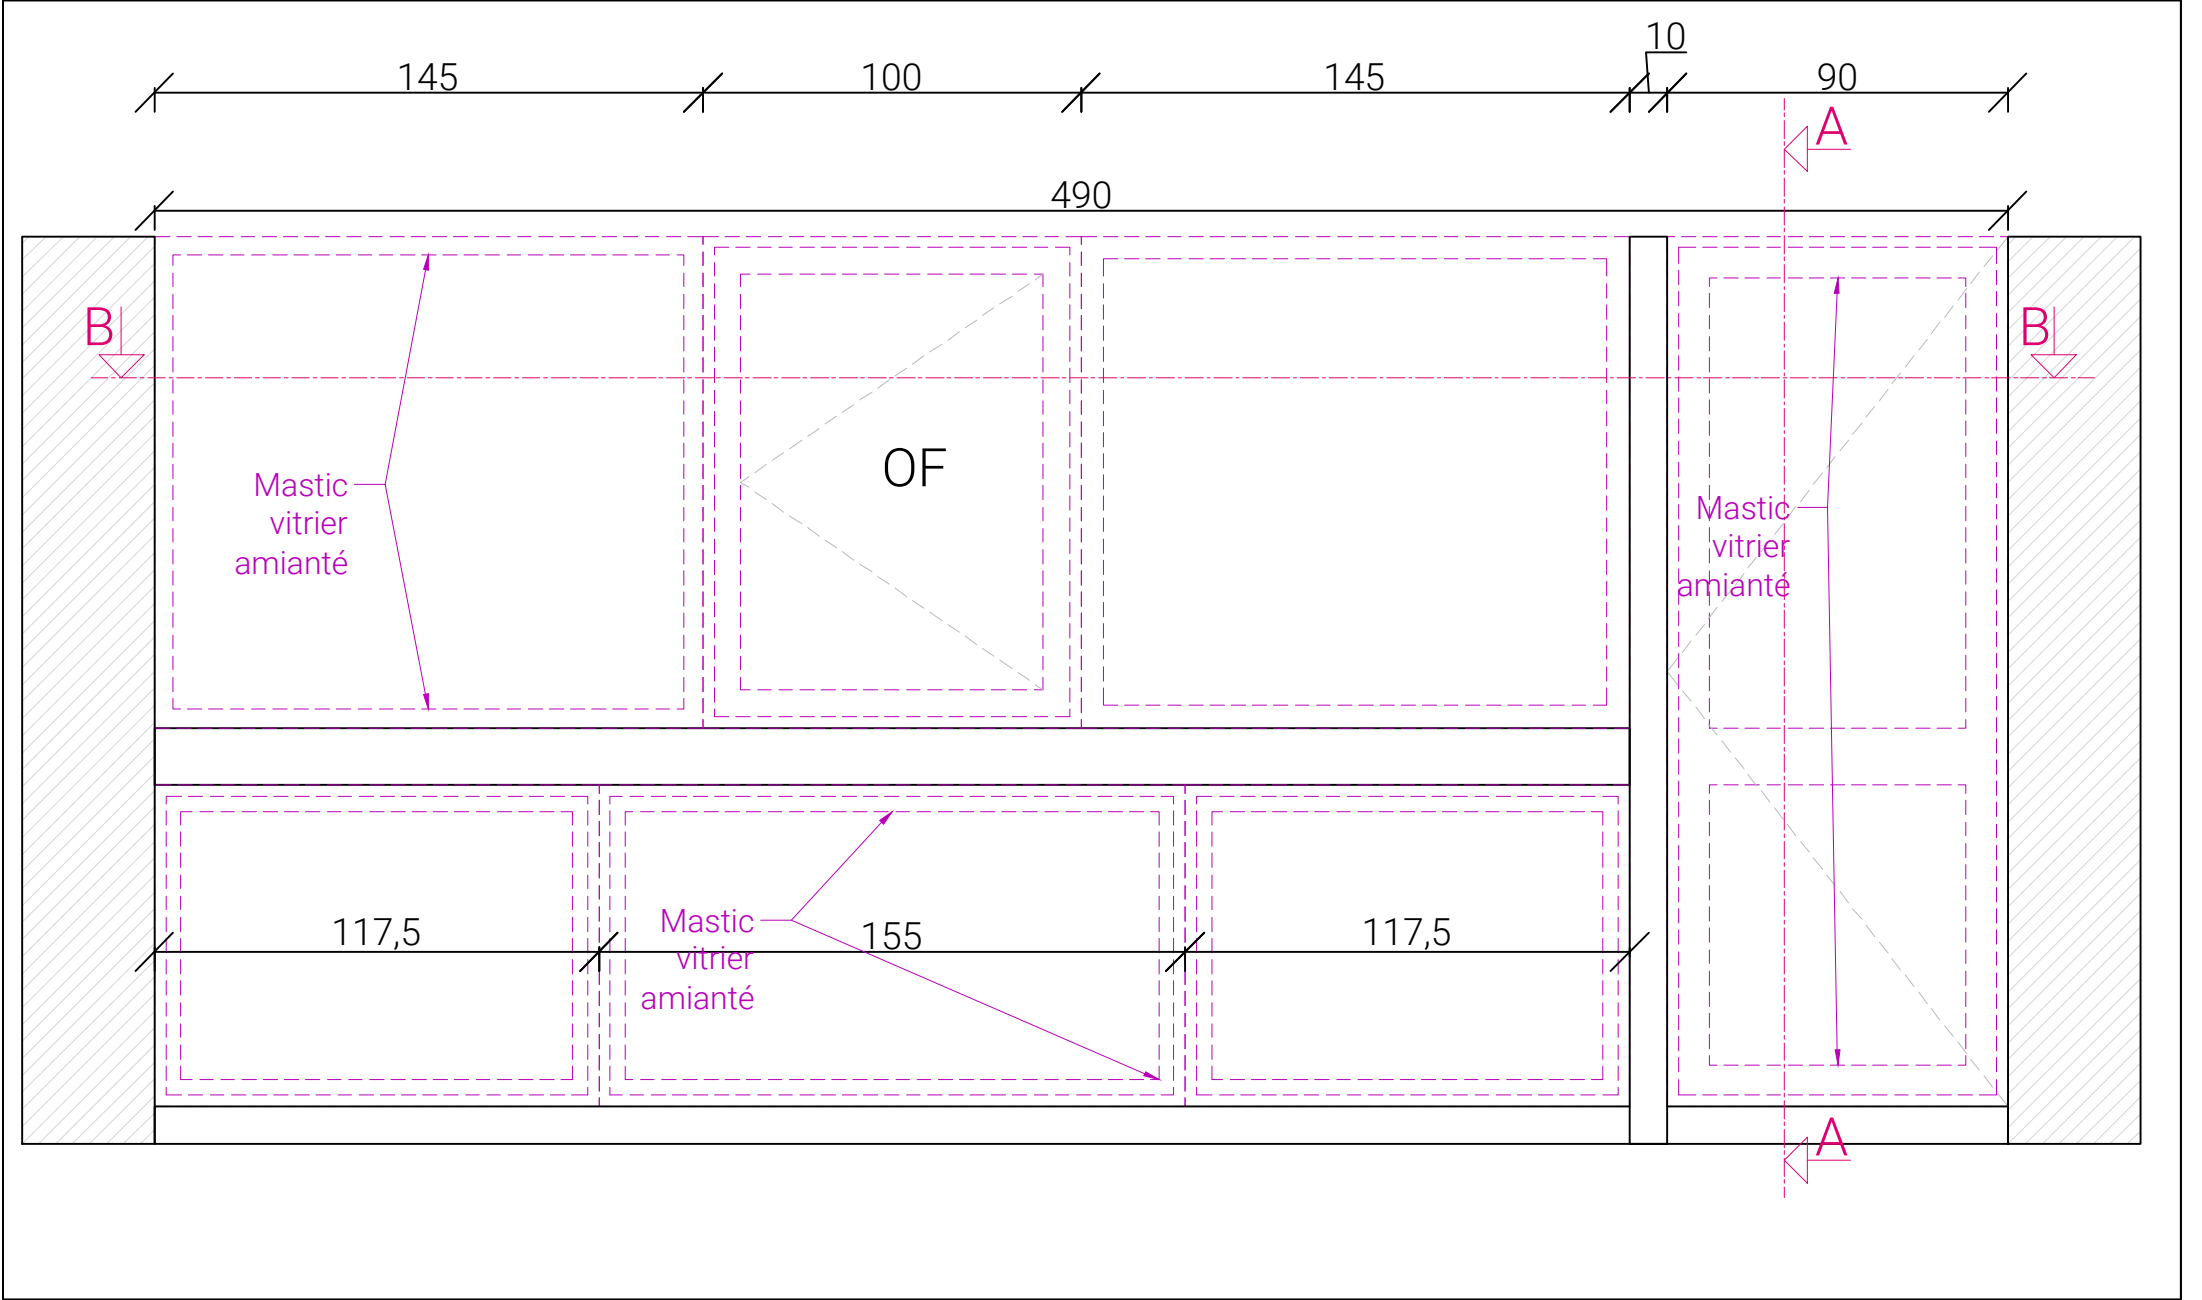 10
145
100
145
90
A
490
B
B
OF
Mastic
vitrier
amianté
Mastic
vitrier
amianté
117,5
Mastic
vitrier
amianté
155
117,5
A